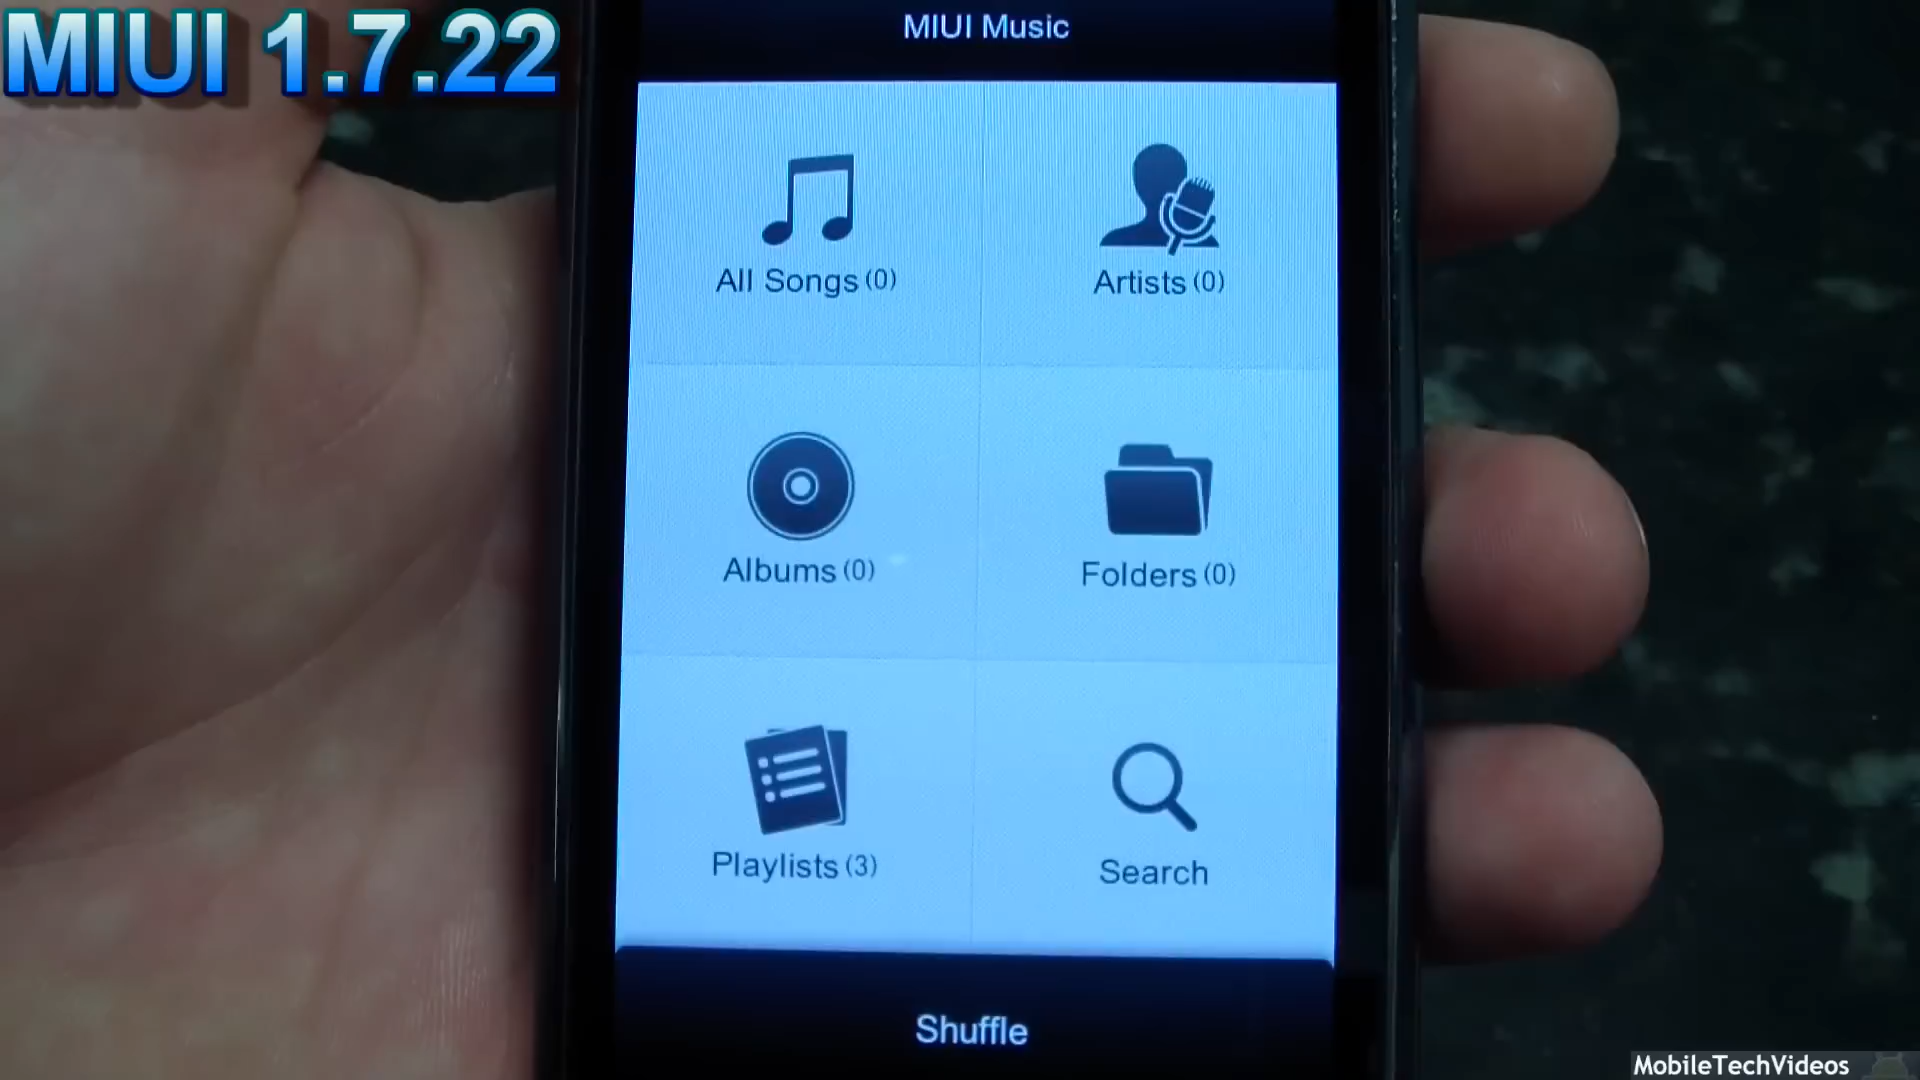 MIUI 1.7.22
MIUI Music
All Songs (0)
Artists (0)
Albums (0)
Folders (0)
Playlists (3)
Search
Shuffle
MobileTechVideos